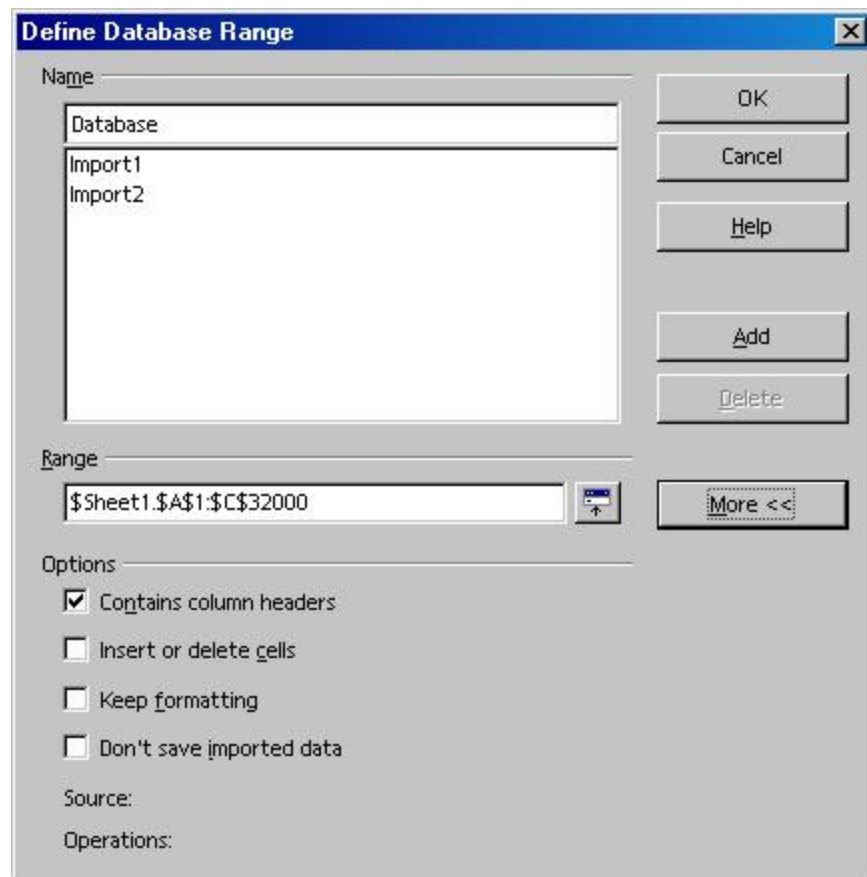 Define Database Range
Name
Database
Import1
Import2
OK
Cancel
Help
Add
Delete
Range
$Sheet1.$A$1:$C$32000
More <<
Options
Contains column headers
Insert or delete cells
Keep formatting
Don't save imported data
Source:
Operations: